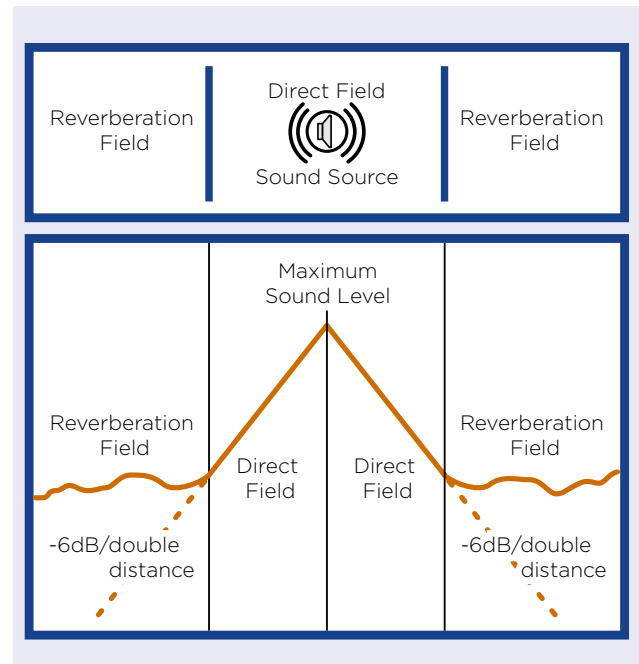 Reverberation
Field
Direct Field
Sound Source
Reverberation
Field
Maximum
Sound Level
Reverberation
Field
Direct
Field
Direct
Field
Reverberation
Field
-6dB/double
distance
-6dB/double
distance